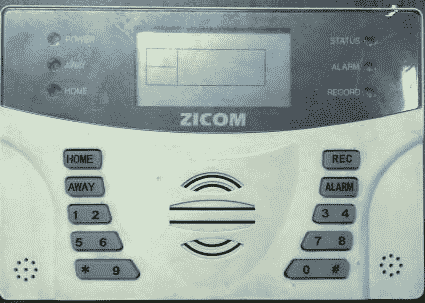 POWER STATUS
AWAY ALARM
HOME RECORD
ZICOM
HOME REC
AWAY ALARM
1 2 3 4
5 6 7 8
* 9 0 #